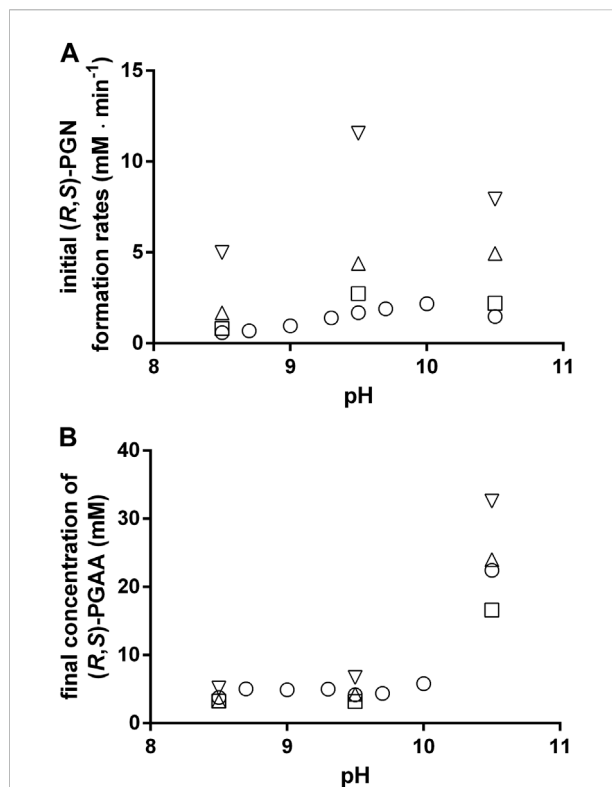 A
initial (R,S)-PGN
formation rates (mM · min⁻¹)
15
10
5
0
8
9
10
11
pH
B
final concentration of
(R,S)-PGAA (mM)
40
30
20
10
0
8
9
10
11
pH